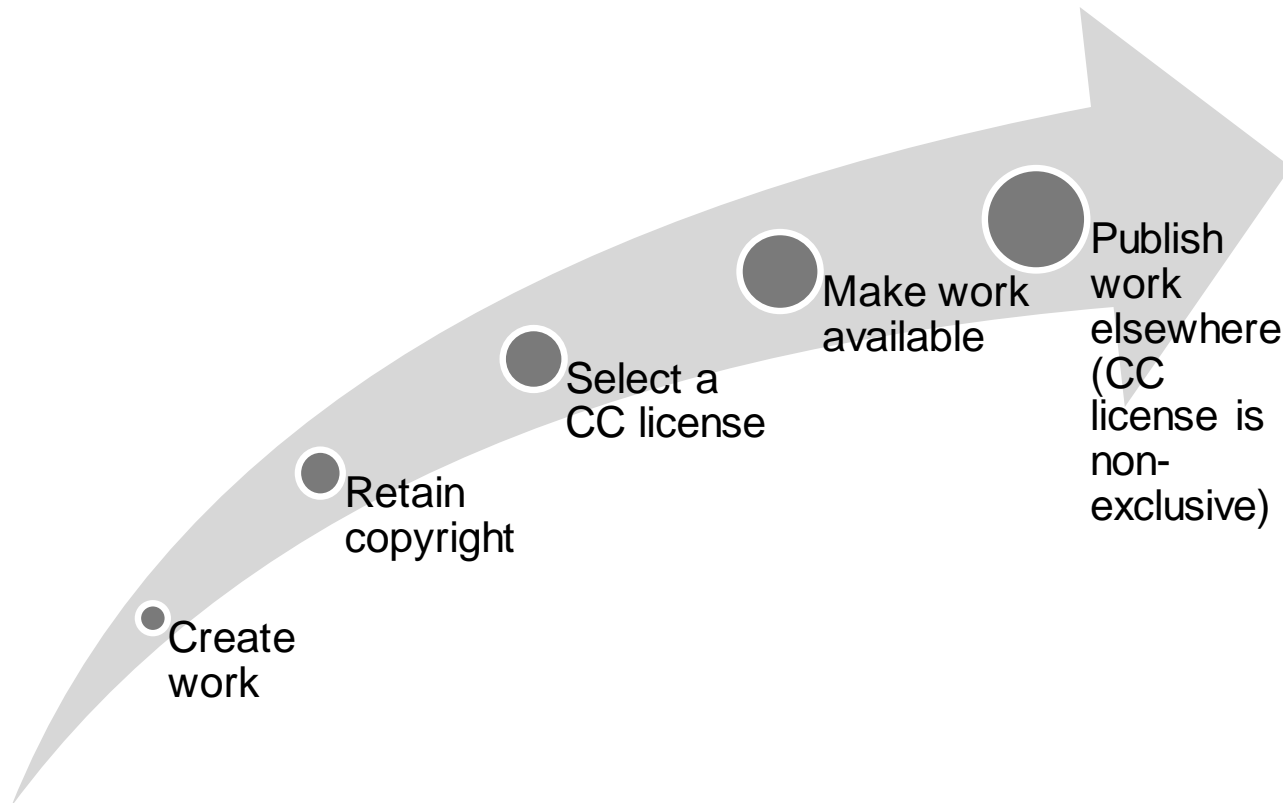 Create
work
Retain
copyright
Select a
CC license
Make work
available
Publish
work
elsewhere
(CC
license is
non-
exclusive)